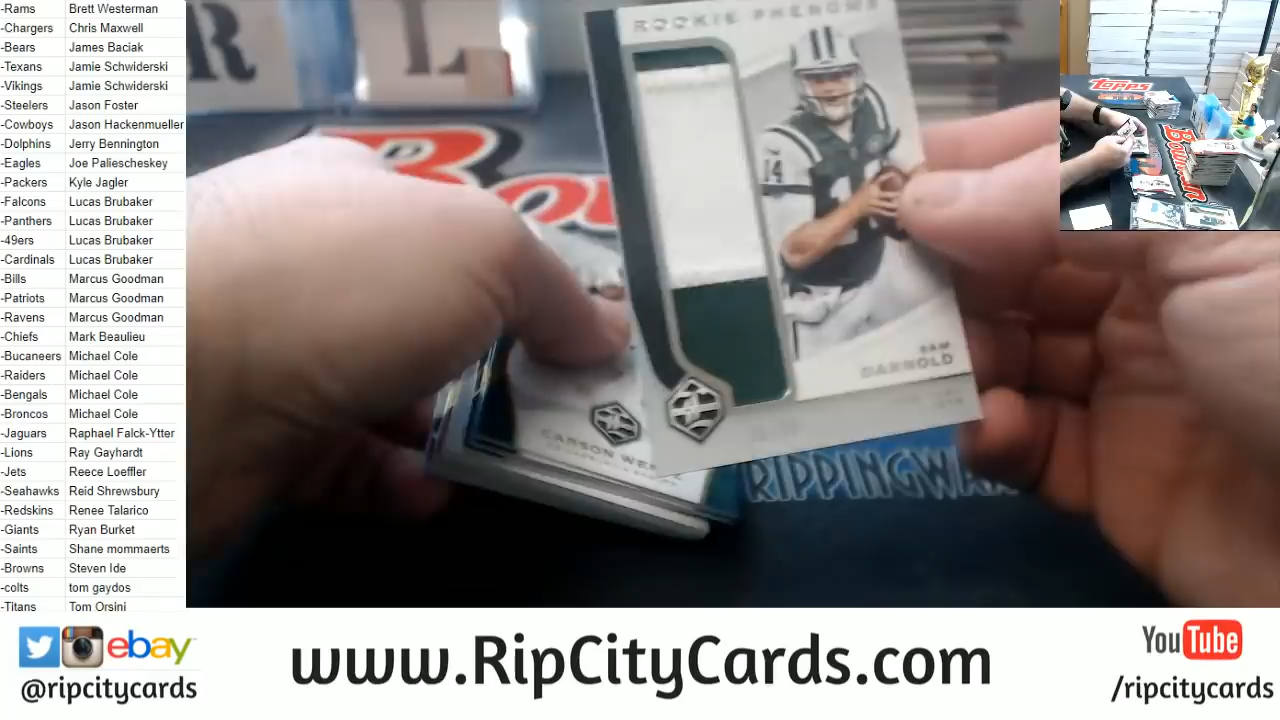 -Rams Brett Westerman
-Chargers Chris Maxwell
-Bears James Baciak
-Texans Jamie Schwiderski
-Vikings Jamie Schwiderski
-Steelers Jason Foster
-Cowboys Jason Hackenmueller
-Dolphins Jerry Bennington
-Eagles Joe Paliescheskey
-Packers Kyle Jagler
-Falcons Lucas Brubaker
-Panthers Lucas Brubaker
-49ers Lucas Brubaker
-Cardinals Lucas Brubaker
-Bills Marcus Goodman
-Patriots Marcus Goodman
-Ravens Marcus Goodman
-Chiefs Mark Beaulieu
-Bucaneers Michael Cole
-Raiders Michael Cole
-Bengals Michael Cole
-Broncos Michael Cole
-Jaguars Raphael Falck-Ytter
-Lions Ray Gayhardt
-Jets Reece Loeffler
-Seahawks Reid Shrewsbury
-Redskins Renee Talarico
-Giants Ryan Burket
-Saints Shane mommaerts
-Browns Steven Ide
-colts tom gaydos
-Titans Tom Orsini
R L
ROOKIE PHENOMS
14
SAM
DARNOLD
CARSON
RIPPINGWA
topps
Bowman
ebay
@ripcitycards
www.RipCityCards.com
YouTube
/ripcitycards